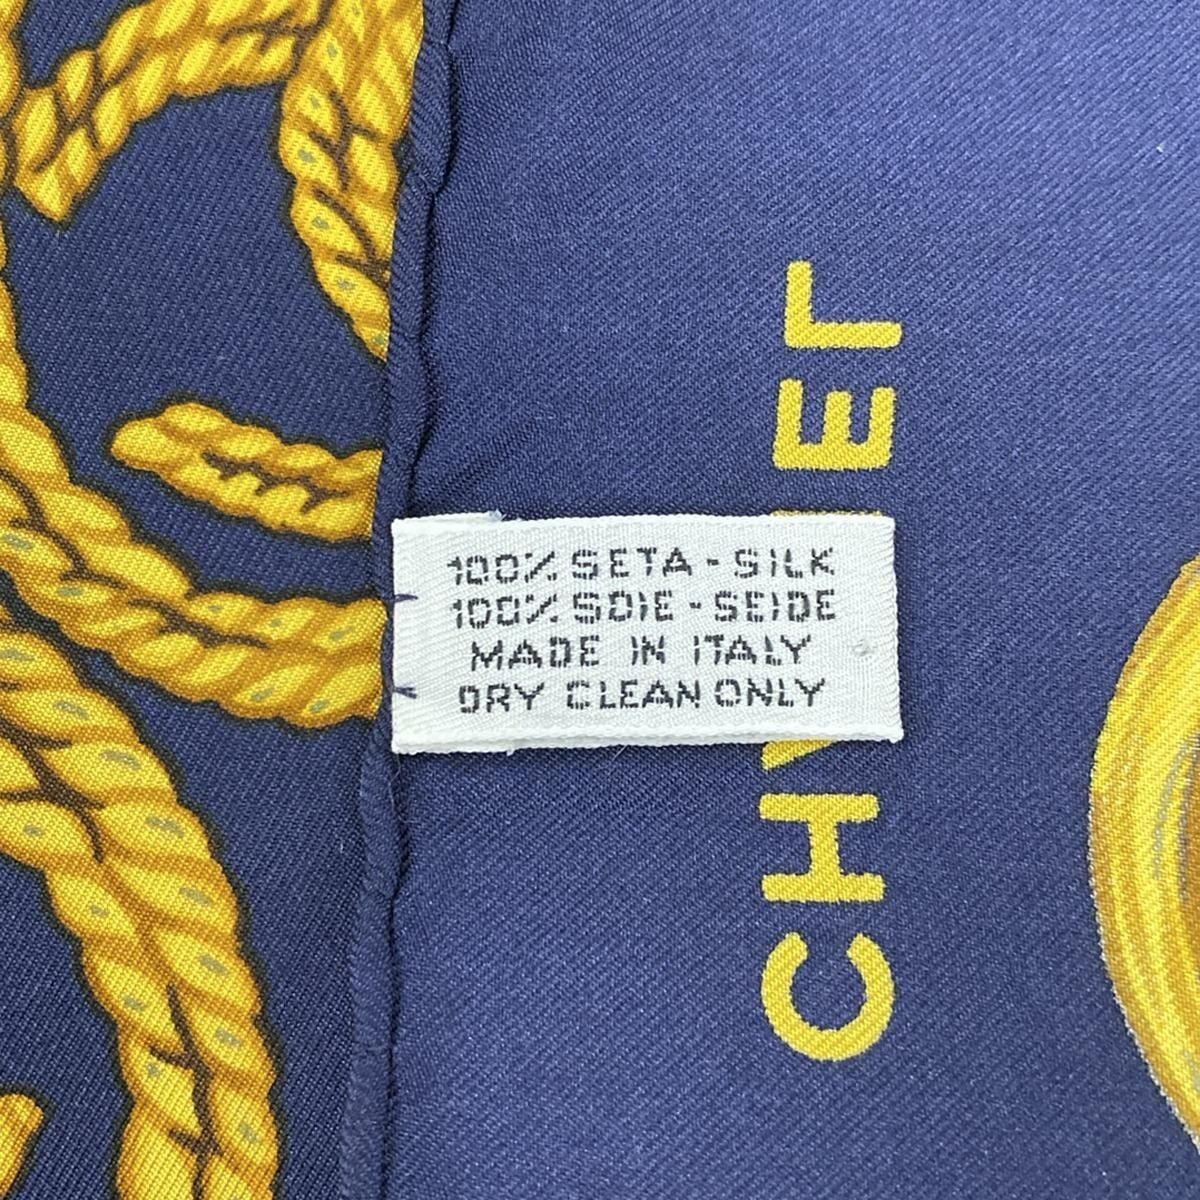 100% SETA - SILK
100% SOIE - SEIDE
MADE IN ITALY
DRY CLEAN ONLY